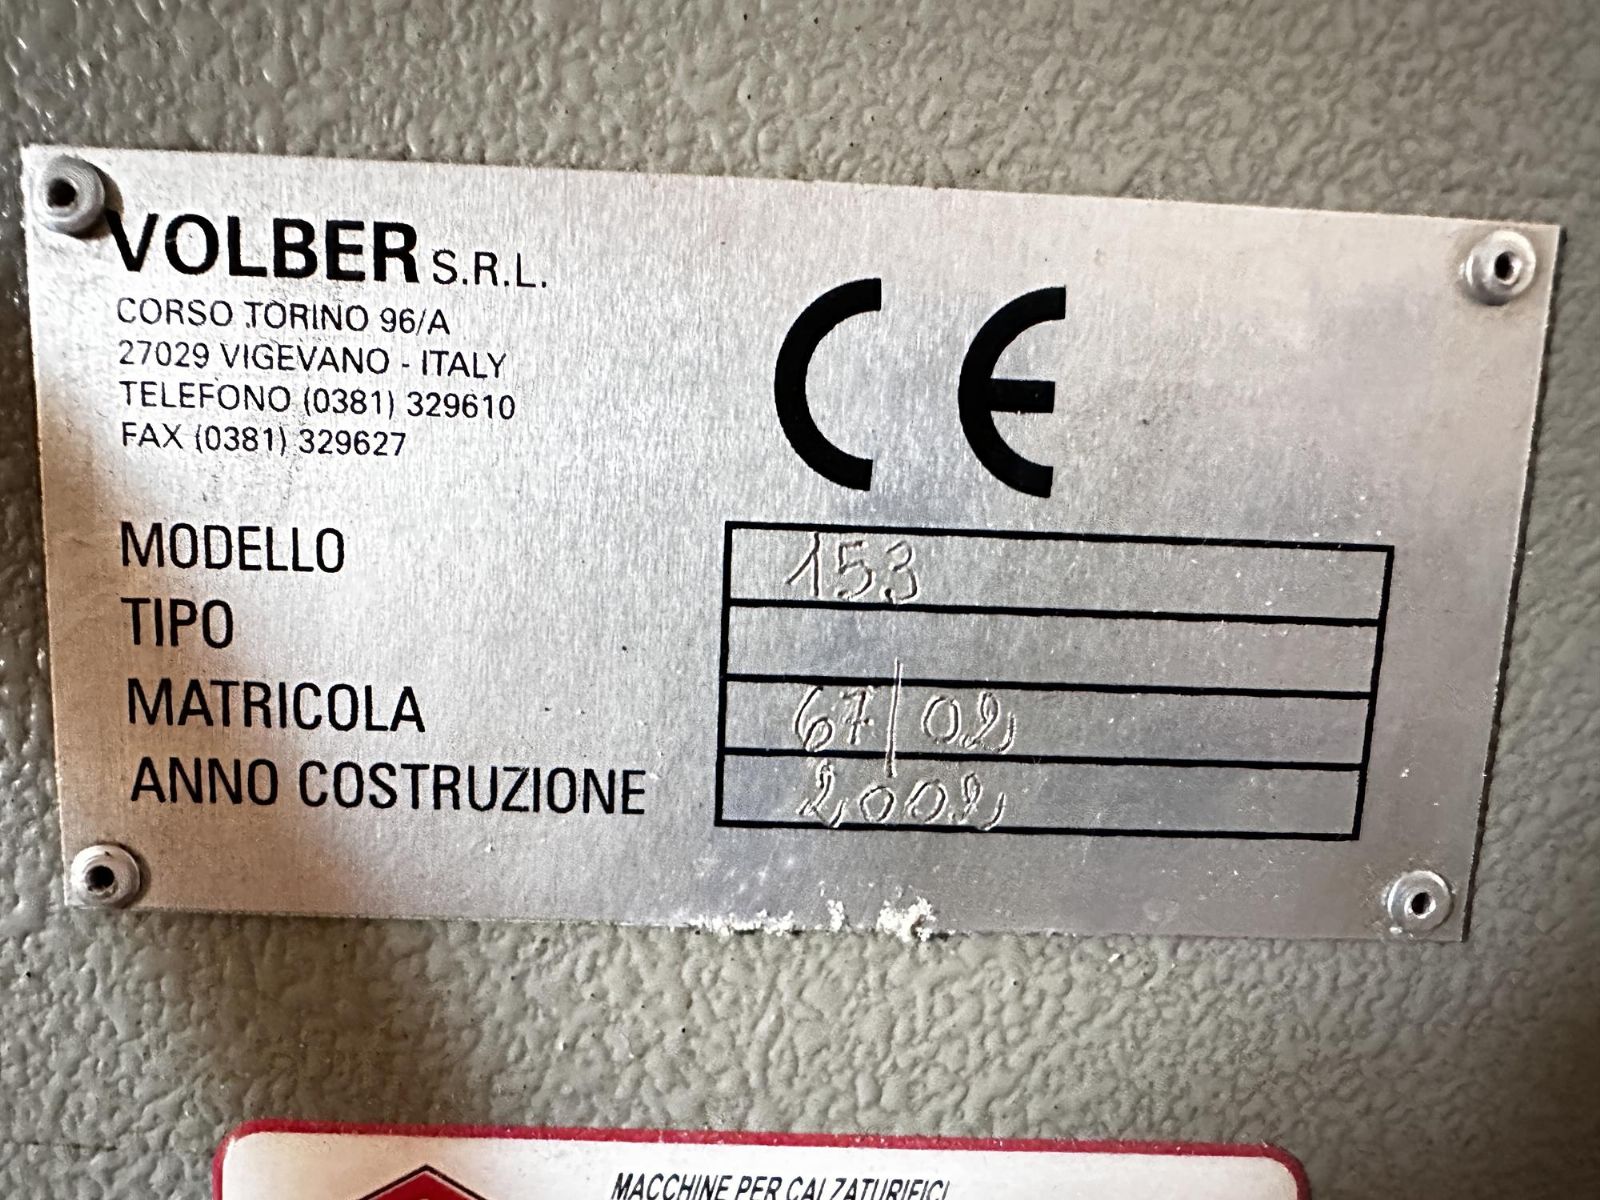 VOLBER S.R.L.
CORSO TORINO 96/A
27029 VIGEVANO - ITALY
TELEFONO (0381) 329610
FAX (0381) 329627
CE
MODELLO 153
TIPO
MATRICOLA 67/02
ANNO COSTRUZIONE 2002
MACCHINE PER CALZATURIFICI